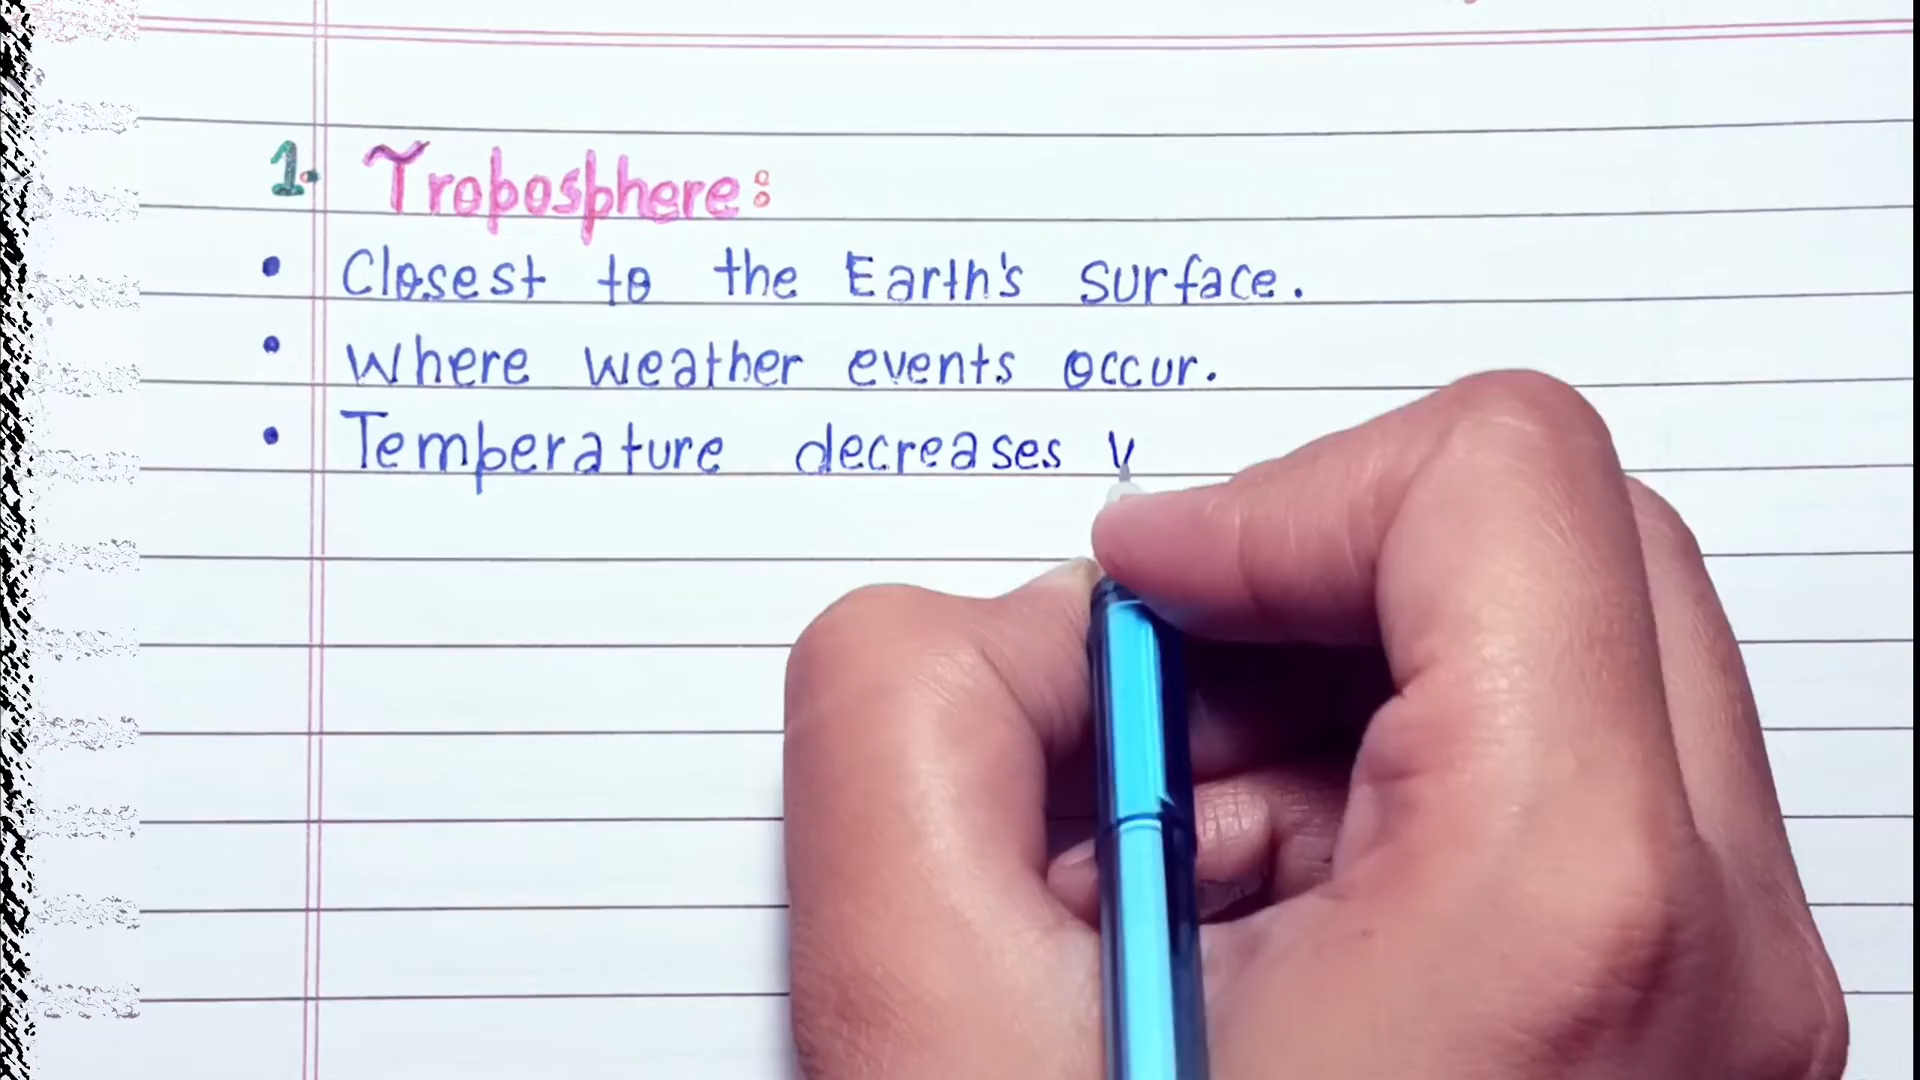 1. Troposphere:
• Closest to the Earth's surface.
• Where weather events occur.
• Temperature decreases